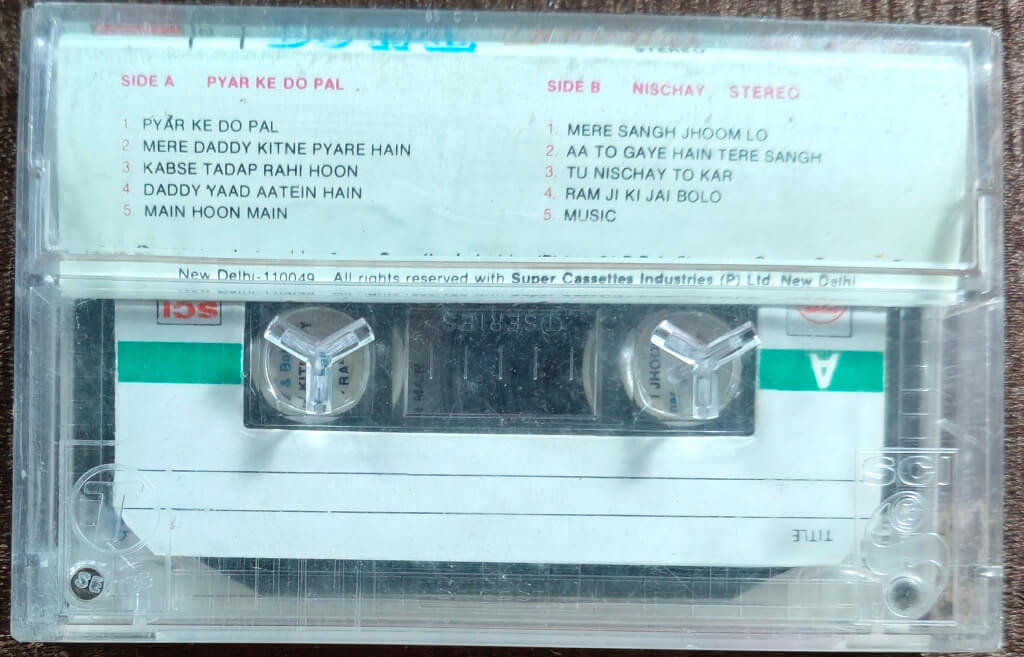 STEREO
SIDE A PYAR KE DO PAL
1 PYAR KE DO PAL
2 MERE DADDY KITNE PYARE HAIN
3 KABSE TADAP RAHI HOON
4 DADDY YAAD AATEIN HAIN
5. MAIN HOON MAIN
SIDE B NISCHAY STEREO
1. MERE SANGH JHOOM LO
2. AA TO GAYE HAIN TERE SANGH
3. TU NISCHAY TO KAR
4. RAM JI KI JAI BOLO
5. MUSIC
New Delhi-110049 All rights reserved with Super Cassettes Industries (P) Ltd. New Delhi
SCI
T SERIES
A
SCI
TITLE